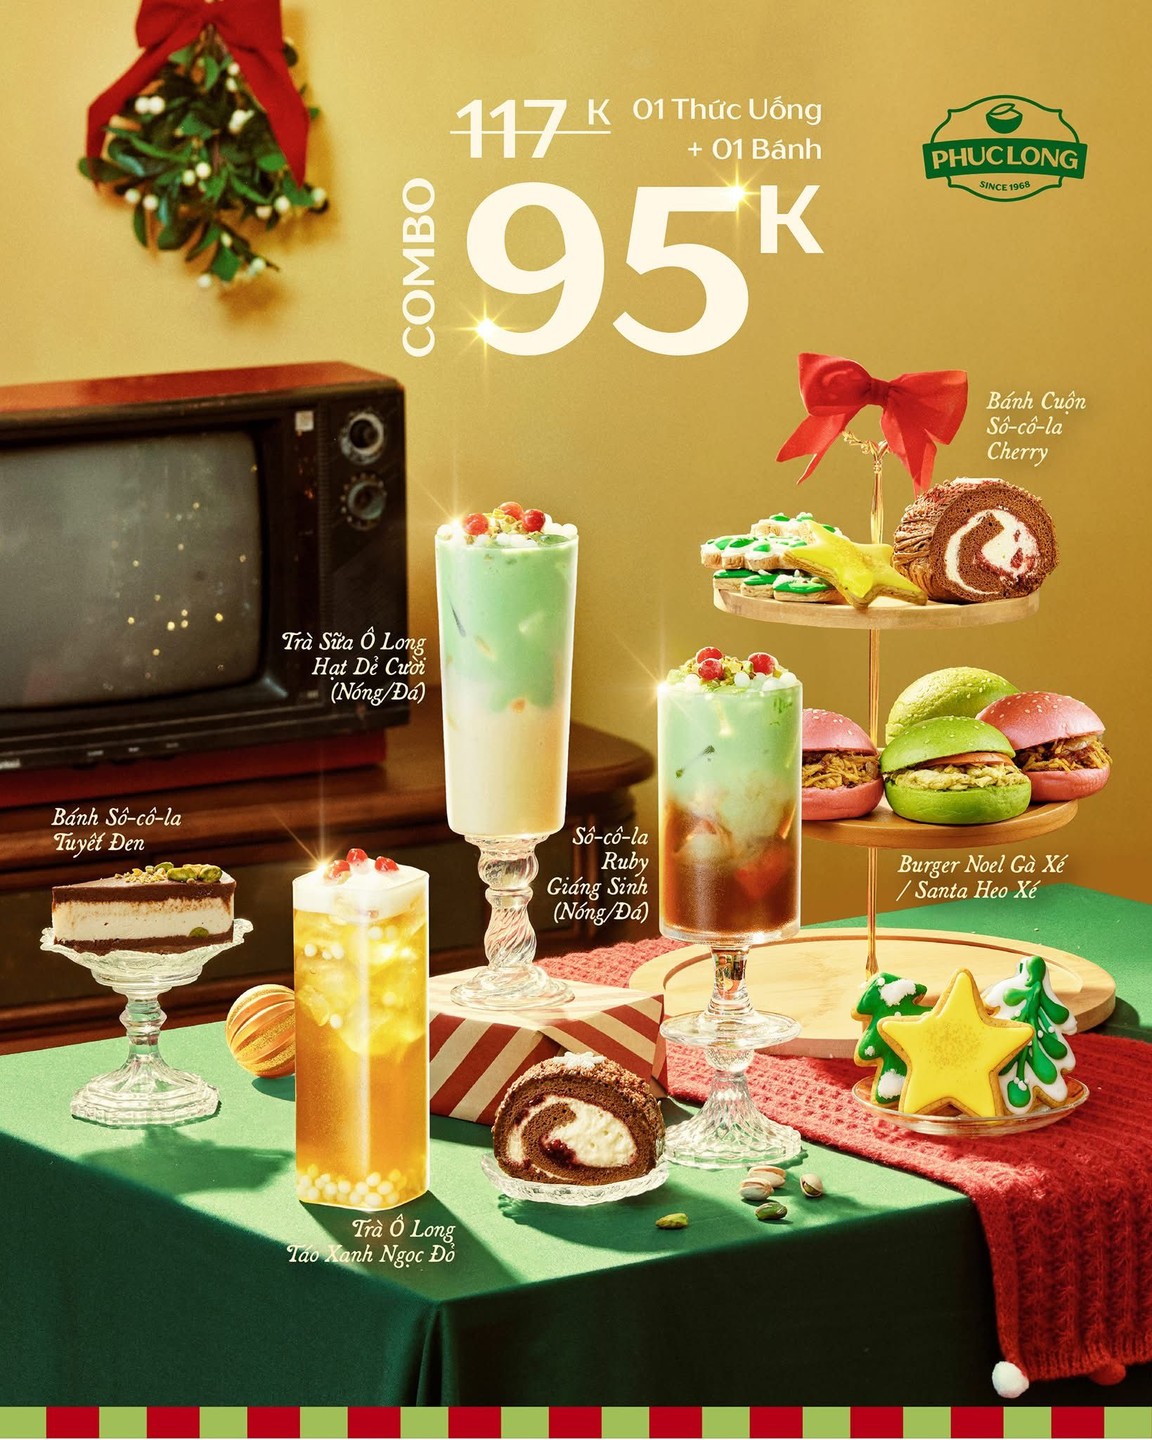 117 K
01 Thức Uống
+ 01 Bánh
COMBO
95K
PHUC LONG
SINCE 1968
Bánh Cuộn
Sô-cô-la
Cherry
Trà Sữa Ô Long
Hạt Dẻ Cười
(Nóng/Đá)
Bánh Sô-cô-la
Tuyết Đen
Sô-cô-la
Ruby
Giáng Sinh
(Nóng/Đá)
Burger Noel Gà Xé
/ Santa Heo Xé
Trà Ô Long
Táo Xanh Ngọc Đỏ